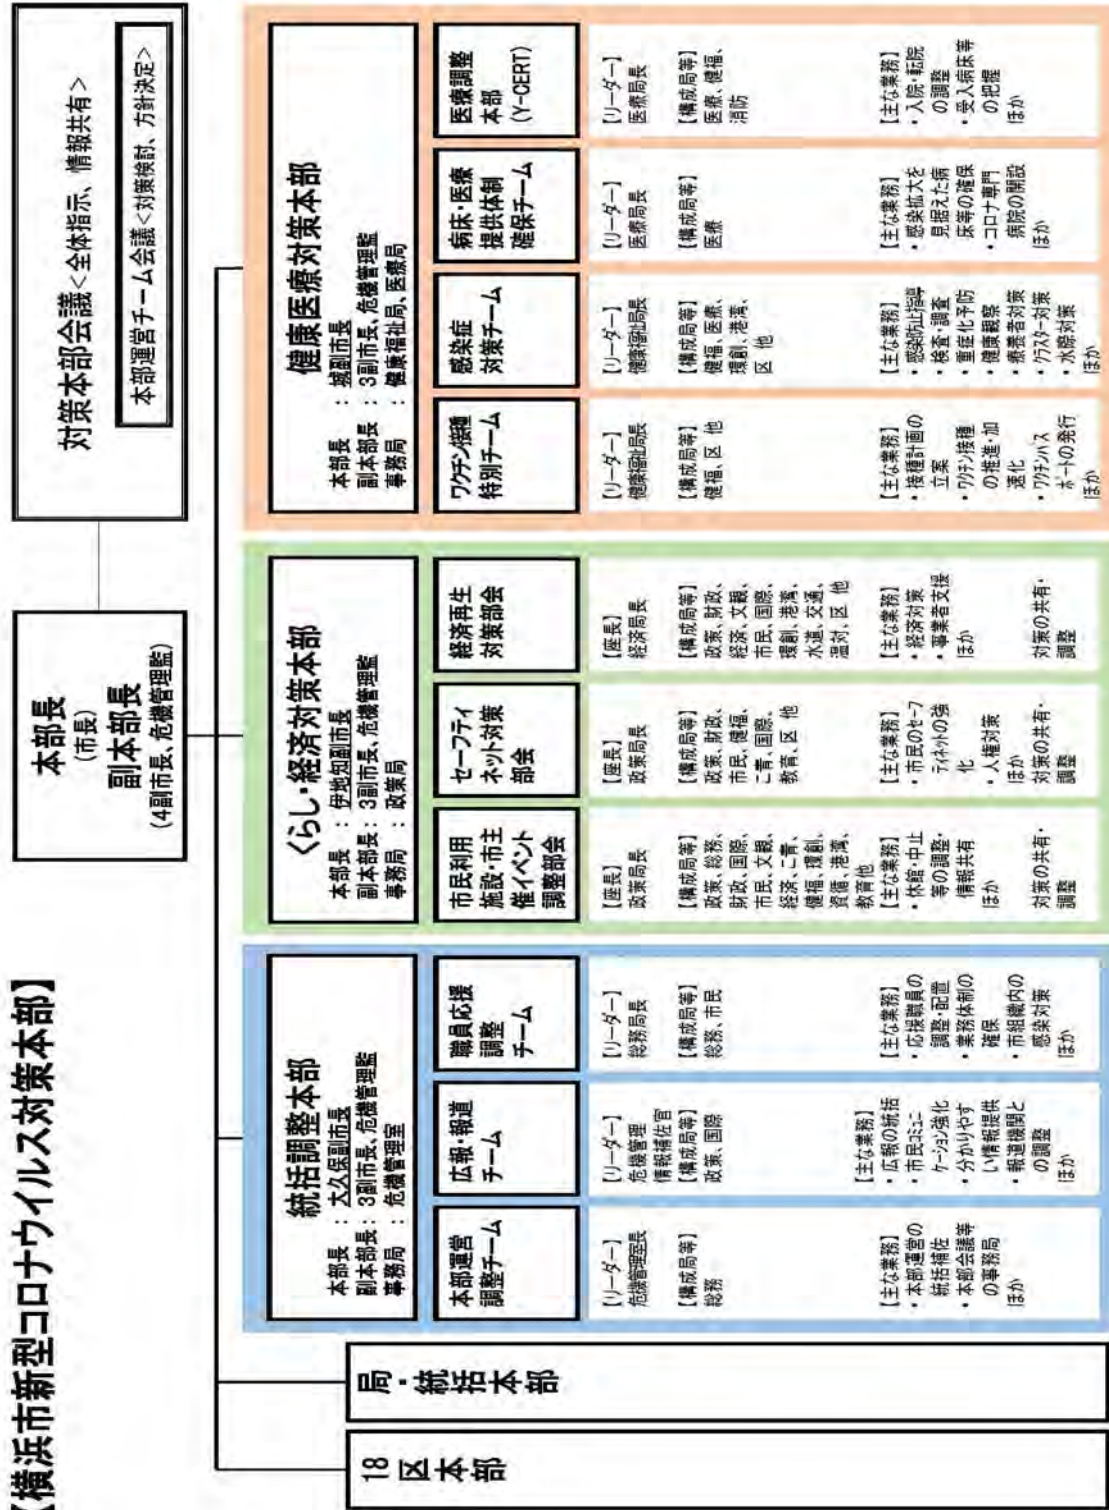 【横浜市新型コロナウイルス対策本部】
本部長
(市長)
副本部長
(4副市長、危機管理監)
対策本部会議<全体指示、情報共有>
本部運営チーム会議<対策検討、方針決定>
18区本部
局・統括本部
統括調整本部
本部長 : 大久保副市長
副本部長 : 3副市長、危機管理監
事務局 : 危機管理室
本部運営
調整チーム
【リーダー】
危機管理室長
【構成局等】
総務
【主な業務】
・本部運営の
統括補佐
・本部会議等
の事務局
ほか
広報・報道
チーム
【リーダー】
危機管理
情報補佐官
【構成局等】
政策、国際
【主な業務】
・広報の統括
・市民コミュニ
ケーション強化
・分かりやす
い情報提供
・報道機関と
の調整
ほか
職員応援
調整
チーム
【リーダー】
総務局長
【構成局等】
総務、市民
【主な業務】
・応援職員の
調整・配置
・業務体制の
確保
・市組織内の
感染対策
ほか
くらし・経済対策本部
本部長 : 伊地知副市長
副本部長 : 3副市長、危機管理監
事務局 : 政策局
市民利用
施設・市主
催イベント
調整部会
【座長】
政策局長
【構成局等】
政策、総務、
財政、国際、
市民、文観、
経済、こ青、
健福、環創、
資循、港湾、
教育他
【主な業務】
・休館・中止
等の調整・
情報共有
ほか
対策の共有・
調整
セーフティ
ネット対策
部会
【座長】
政策局長
【構成局等】
政策、財政、
市民、健福、
こ青、国際、
教育、区 他
【主な業務】
・市民のセーフ
ティネットの強
化
・人権対策
ほか
対策の共有・
調整
経済再生
対策部会
【座長】
経済局長
【構成局等】
政策、財政、
経済、文観、
市民、国際、
環創、港湾、
水道、交通、
温対、区 他
【主な業務】
・経済対策
・事業者支援
ほか
対策の共有・
調整
健康医療対策本部
本部長 : 城副市長
副本部長 : 3副市長、危機管理監
事務局 : 健康福祉局、医療局
ワクチン接種
特別チーム
【リーダー】
健康福祉局長
【構成局等】
健福、区 他
【主な業務】
・接種計画の
立案
・ワクチン接種
の推進・加
速化
・ワクチンパス
ポートの発行
ほか
感染症
対策チーム
【リーダー】
健康福祉局長
【構成局等】
健福、医療、
環創、港湾、
区 他
【主な業務】
・感染防止指導
・検査・調査
・重症化予防
・健康観察
・療養者対策
・クラスター対策
・水際対策
ほか
病床・医療
提供体制
確保チーム
【リーダー】
医療局長
【構成局等】
医療
【主な業務】
・感染拡大を
見据えた病
床等の確保
・コロナ専門
病院の開設
ほか
医療調整
本部
(Y-CERT)
【リーダー】
医療局長
【構成局等】
医療、健福、
消防
【主な業務】
・入院・転院
の調整
・受入病床等
の把握
ほか